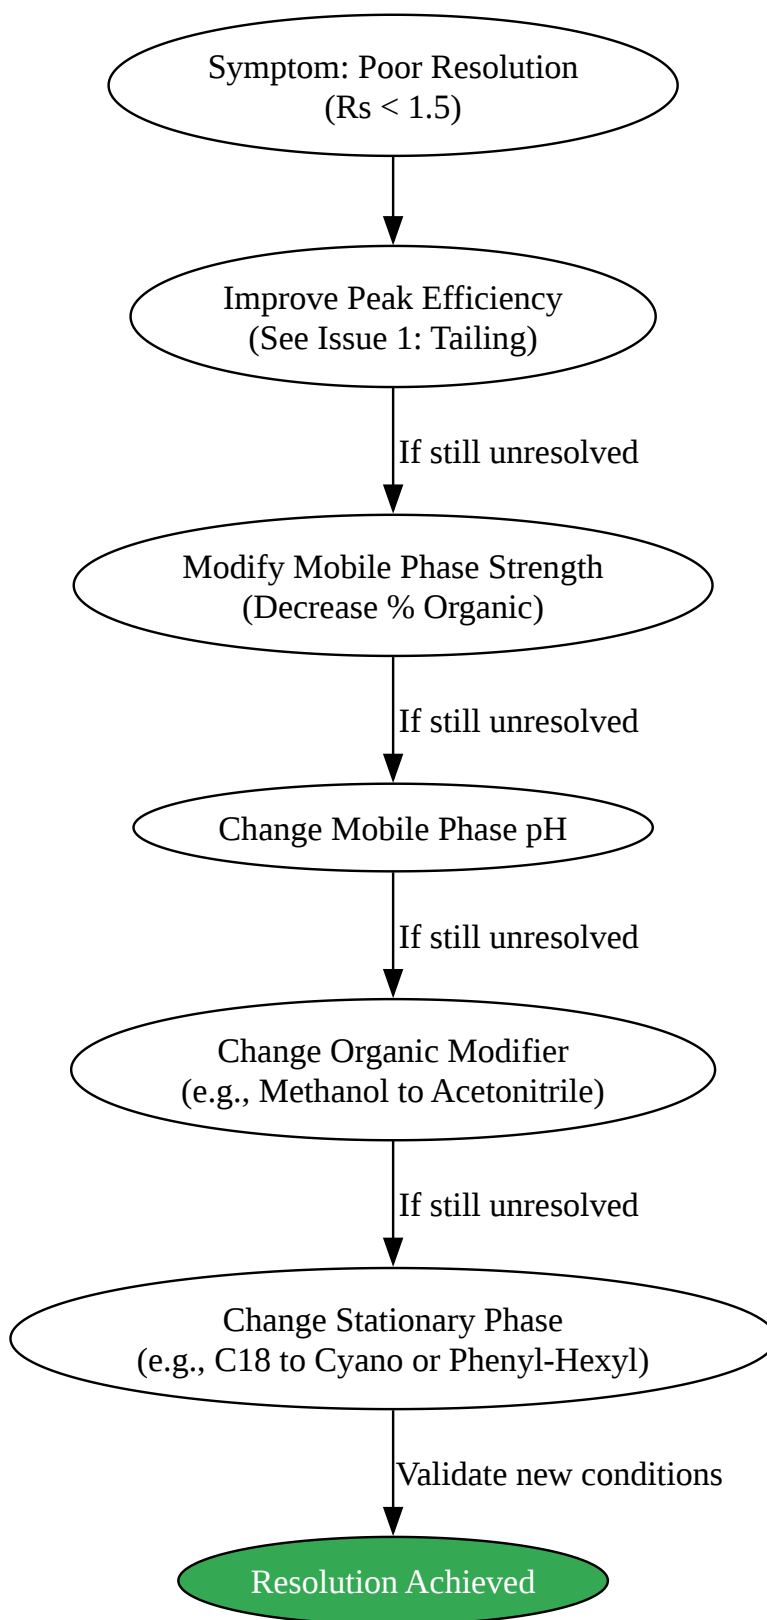 Symptom: Poor Resolution
(Rs < 1.5)
Improve Peak Efficiency
(See Issue 1: Tailing)
If still unresolved
Modify Mobile Phase Strength
(Decrease % Organic)
If still unresolved
Change Mobile Phase pH
If still unresolved
Change Organic Modifier
(e.g., Methanol to Acetonitrile)
If still unresolved
Change Stationary Phase
(e.g., C18 to Cyano or Phenyl-Hexyl)
Validate new conditions
Resolution Achieved